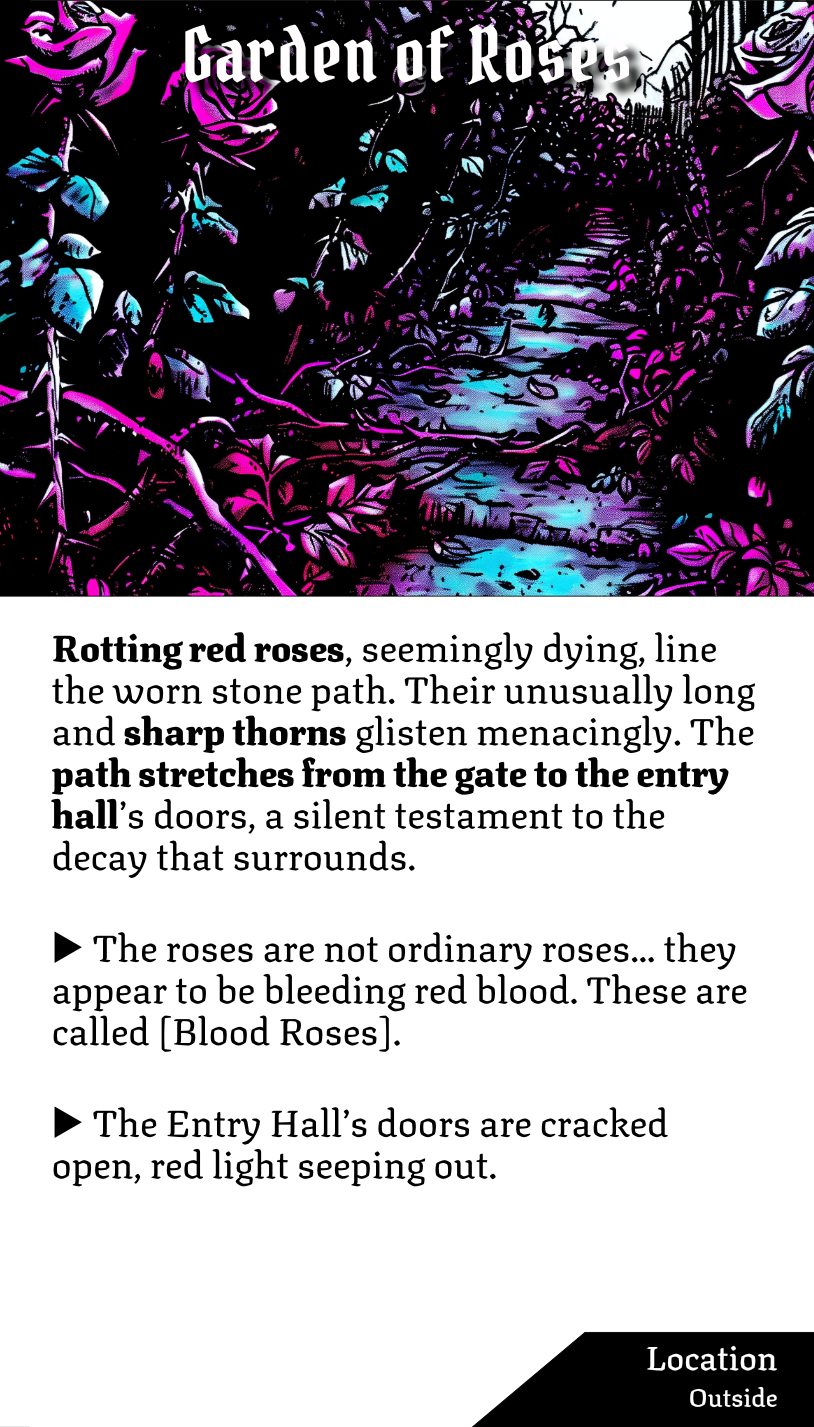 Garden of Roses
Rotting red roses, seemingly dying, line
the worn stone path. Their unusually long
and sharp thorns glisten menacingly. The
path stretches from the gate to the entry
hall’s doors, a silent testament to the
decay that surrounds.
▶ The roses are not ordinary roses... they
appear to be bleeding red blood. These are
called [Blood Roses].
▶ The Entry Hall’s doors are cracked
open, red light seeping out.
Location
Outside